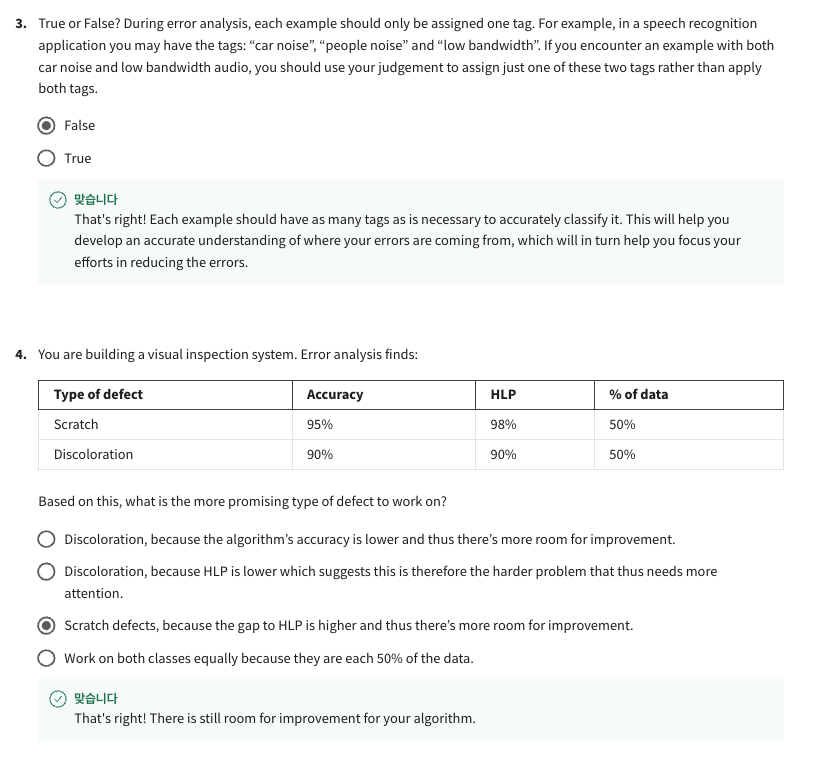 3. True or False? During error analysis, each example should only be assigned one tag. For example, in a speech recognition
application you may have the tags: “car noise”, “people noise” and “low bandwidth”. If you encounter an example with both
car noise and low bandwidth audio, you should use your judgement to assign just one of these two tags rather than apply
both tags.
False
True
맞습니다
That's right! Each example should have as many tags as is necessary to accurately classify it. This will help you
develop an accurate understanding of where your errors are coming from, which will in turn help you focus your
efforts in reducing the errors.
4. You are building a visual inspection system. Error analysis finds:
Type of defect Accuracy HLP % of data
Scratch 95% 98% 50%
Discoloration 90% 90% 50%
Based on this, what is the more promising type of defect to work on?
Discoloration, because the algorithm’s accuracy is lower and thus there’s more room for improvement.
Discoloration, because HLP is lower which suggests this is therefore the harder problem that thus needs more
attention.
Scratch defects, because the gap to HLP is higher and thus there’s more room for improvement.
Work on both classes equally because they are each 50% of the data.
맞습니다
That's right! There is still room for improvement for your algorithm.